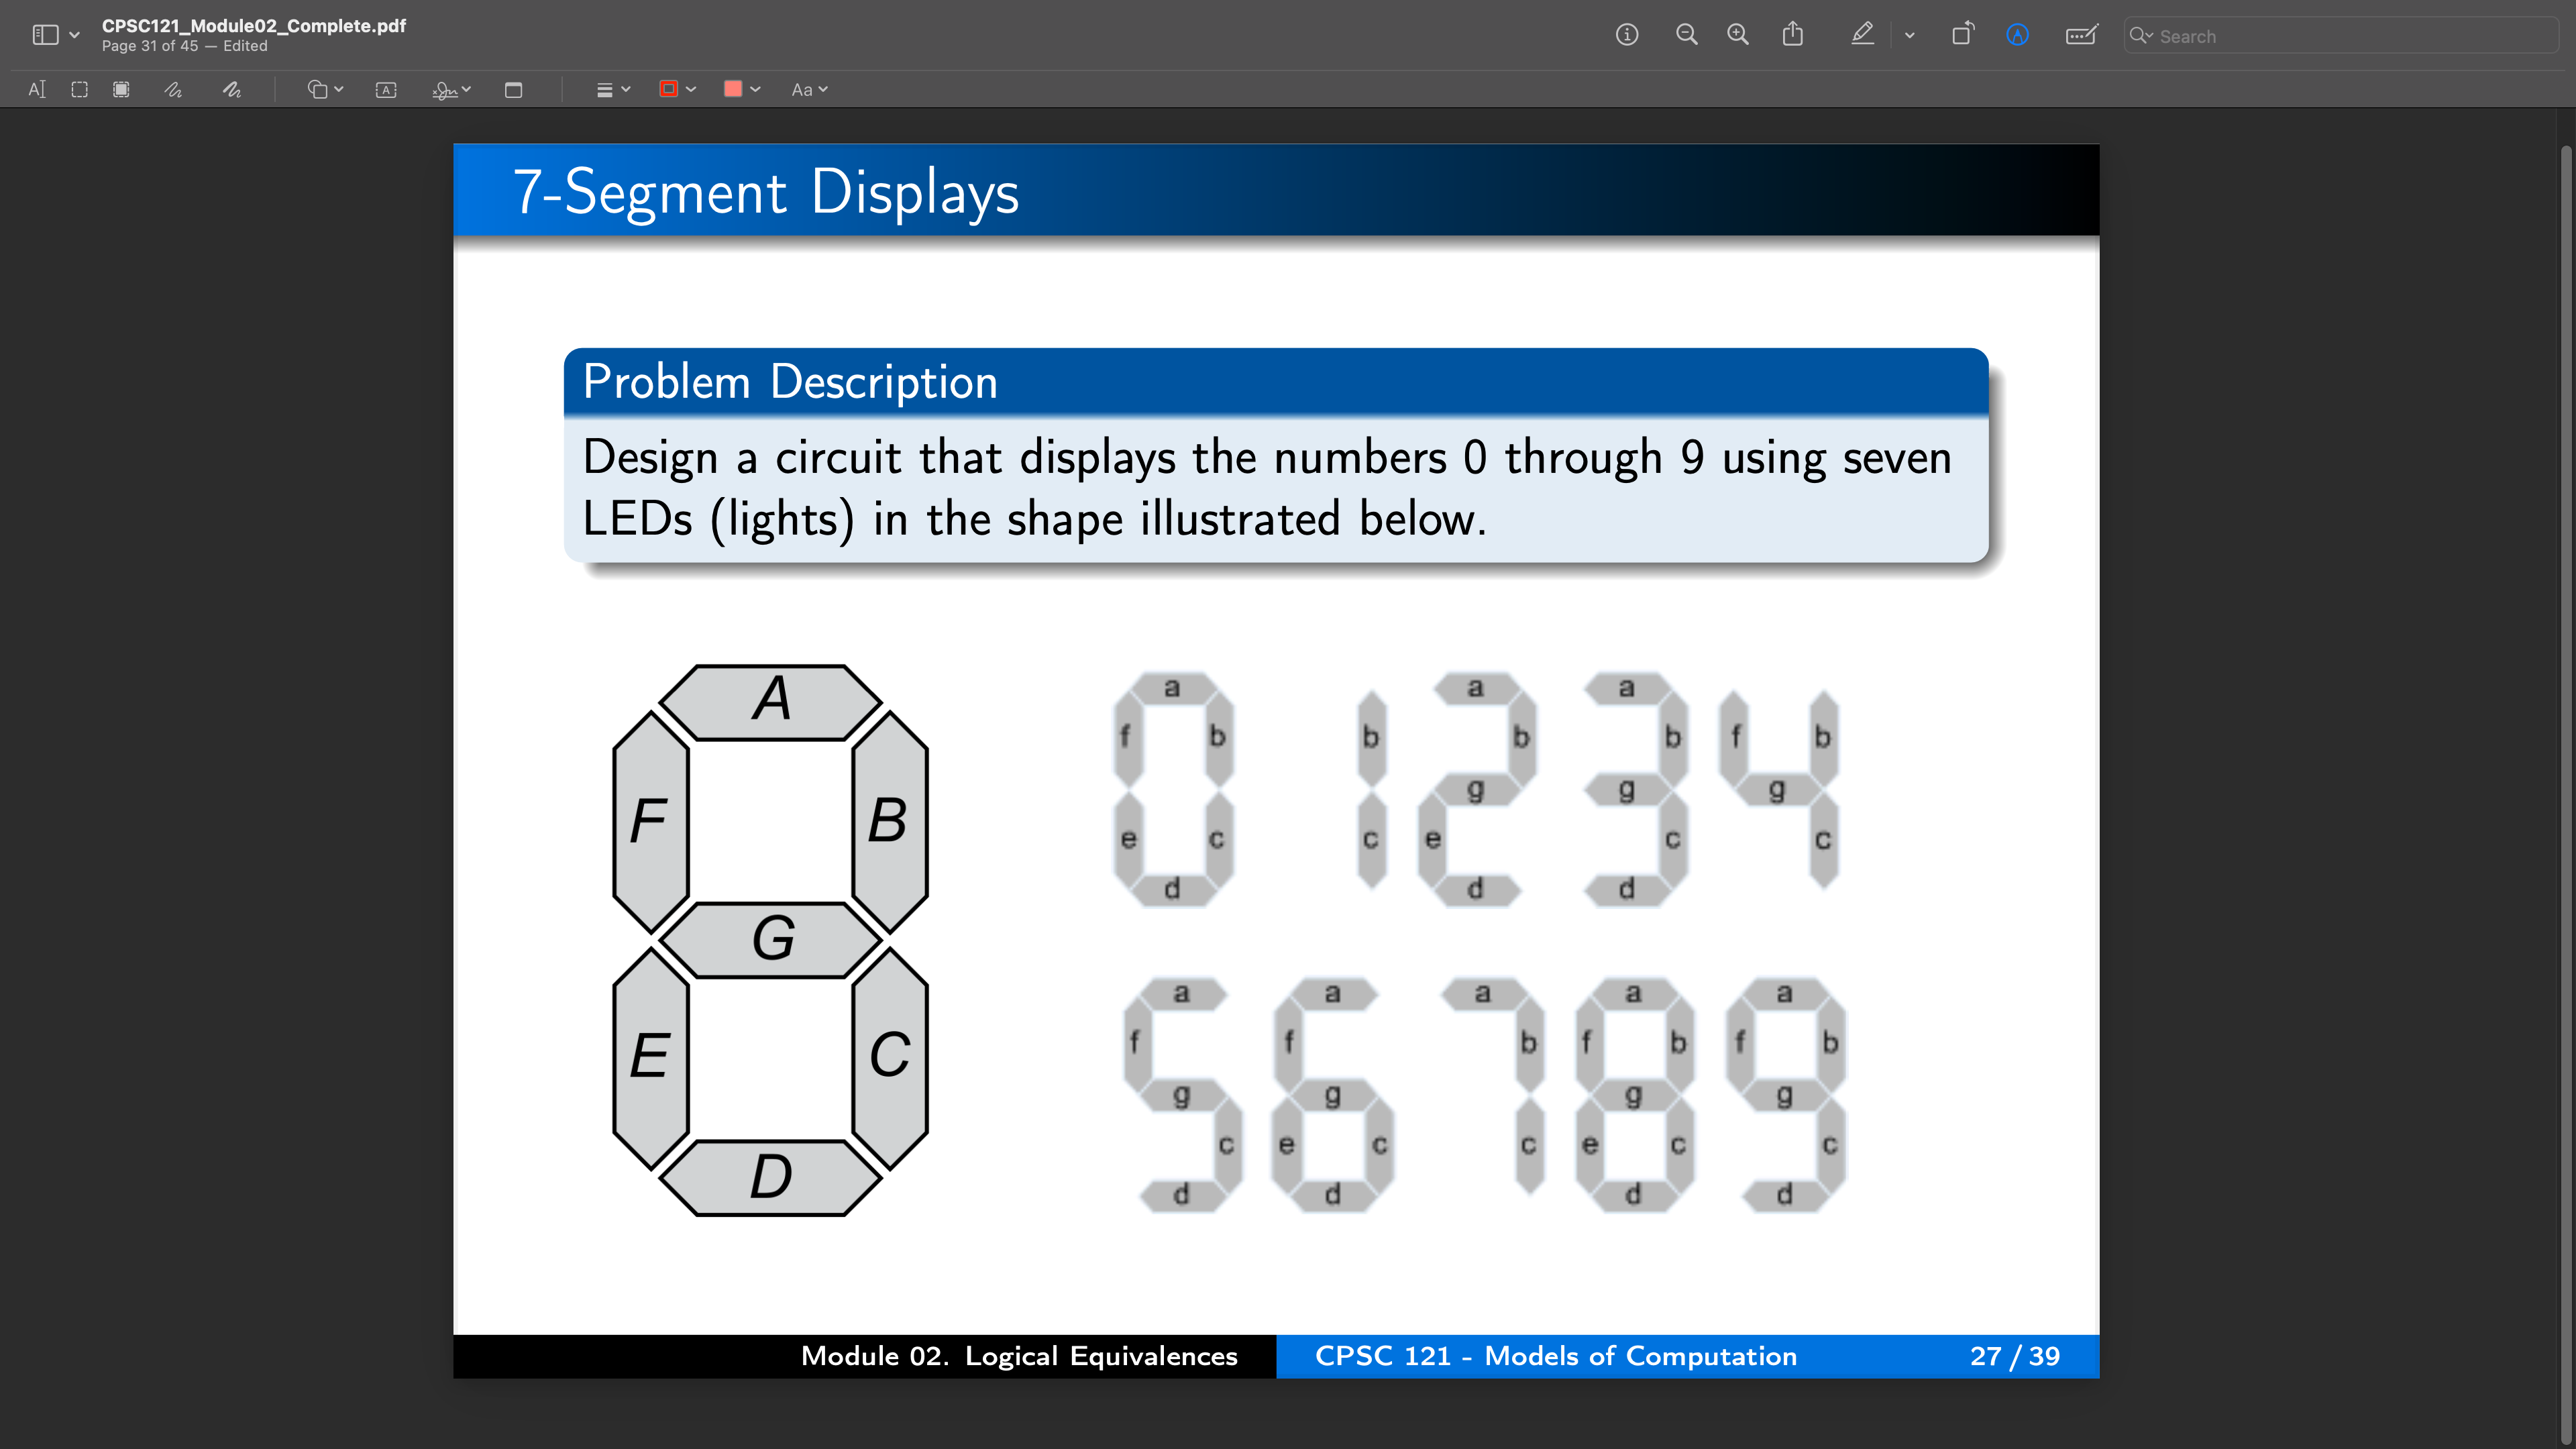 CPSC121_Module02_Complete.pdf
Page 31 of 45 — Edited
Search
A
A
Aa
7-Segment Displays
Problem Description
Design a circuit that displays the numbers 0 through 9 using seven
LEDs (lights) in the shape illustrated below.
A
F
B
G
E
C
D
a
f b
e c
d
b
c
a
b
g
e
d
a
b
g
c
d
f b
g
c
a
f
g
c
d
a
f
g
e c
d
a
b
c
a
f b
g
e c
d
a
f b
g
c
d
Module 02. Logical Equivalences
CPSC 121 - Models of Computation
27 / 39